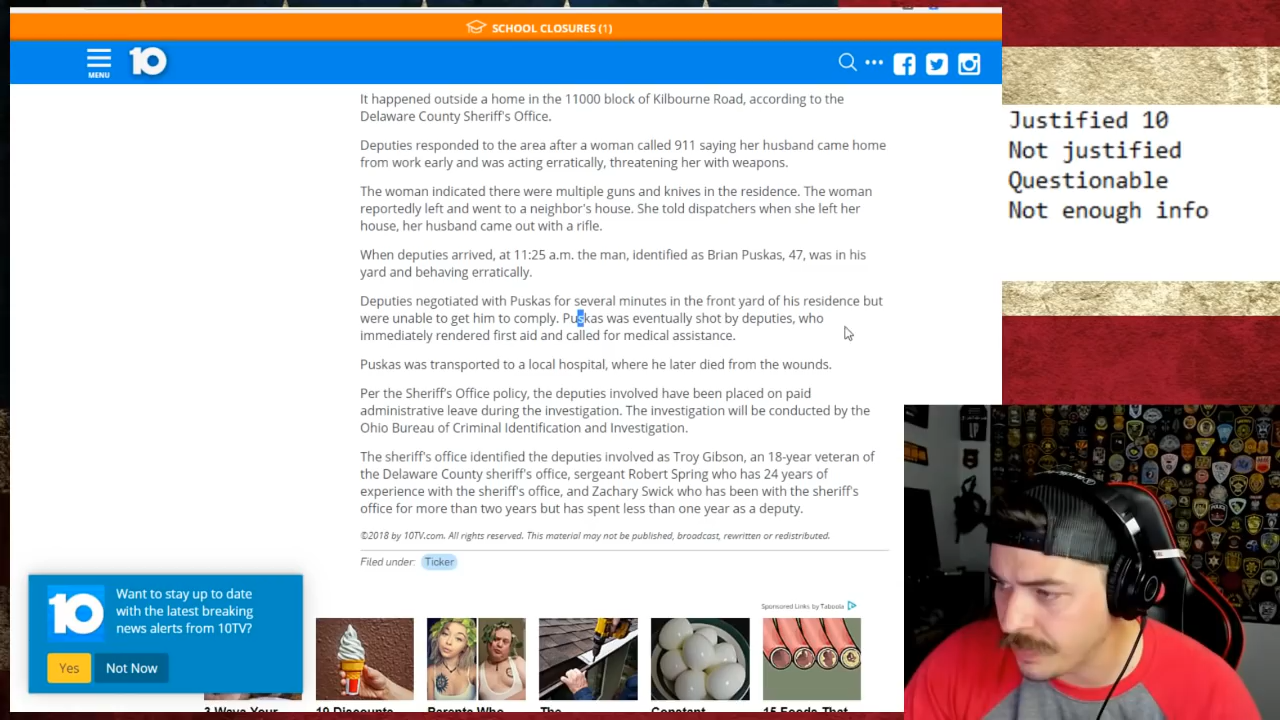 SCHOOL CLOSURES (1)
MENU
10
It happened outside a home in the 11000 block of Kilbourne Road, according to the
Delaware County Sheriff's Office.
Deputies responded to the area after a woman called 911 saying her husband came home
from work early and was acting erratically, threatening her with weapons.
The woman indicated there were multiple guns and knives in the residence. The woman
reportedly left and went to a neighbor's house. She told dispatchers when she left her
house, her husband came out with a rifle.
When deputies arrived, at 11:25 a.m. the man, identified as Brian Puskas, 47, was in his
yard and behaving erratically.
Deputies negotiated with Puskas for several minutes in the front yard of his residence but
were unable to get him to comply. Puskas was eventually shot by deputies, who
immediately rendered first aid and called for medical assistance.
Puskas was transported to a local hospital, where he later died from the wounds.
Per the Sheriff's Office policy, the deputies involved have been placed on paid
administrative leave during the investigation. The investigation will be conducted by the
Ohio Bureau of Criminal Identification and Investigation.
The sheriff's office identified the deputies involved as Troy Gibson, an 18-year veteran of
the Delaware County sheriff's office, sergeant Robert Spring who has 24 years of
experience with the sheriff's office, and Zachary Swick who has been with the sheriff's
office for more than two years but has spent less than one year as a deputy.
©2018 by 10TV.com. All rights reserved. This material may not be published, broadcast, rewritten or redistributed.
Filed under: Ticker
Sponsored Links by Taboola
10
Want to stay up to date
with the latest breaking
news alerts from 10TV?
Yes
Not Now
3 Ways Your
19 Discounts
Parents Who
The
Constant
15 Foods That
Justified 10
Not justified
Questionable
Not enough info